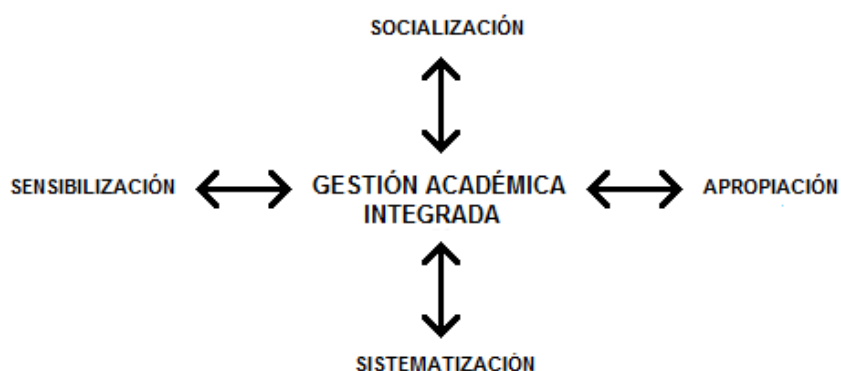 SOCIALIZACIÓN
SENSIBILIZACIÓN
GESTIÓN ACADÉMICA
INTEGRADA
APROPIACIÓN
SISTEMATIZACIÓN